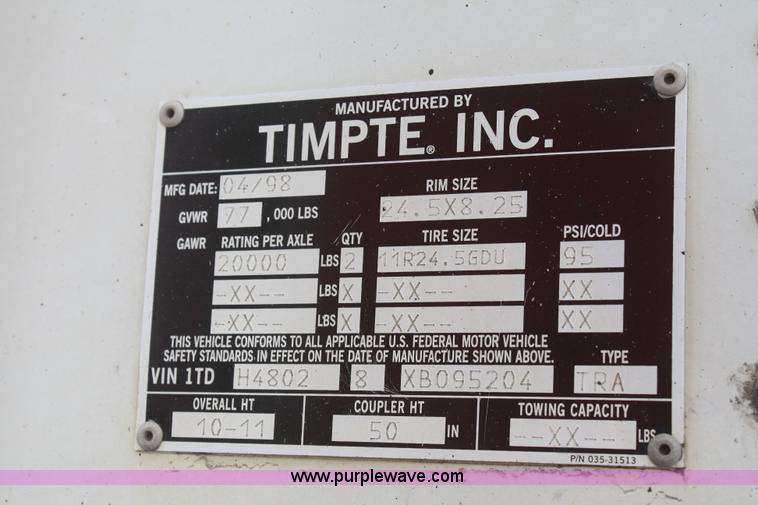 MANUFACTURED BY
TIMPTE® INC.
MFG DATE: 04/98
RIM SIZE
GVWR 77 ,000 LBS 24.5X8.25
GAWR RATING PER AXLE QTY TIRE SIZE PSI/COLD
20000 LBS 2 11R24.5GDU 95
-XX-- LBS X -XX-- XX
-XX-- LBS X -XX-- XX
THIS VEHICLE CONFORMS TO ALL APPLICABLE U.S. FEDERAL MOTOR VEHICLE
SAFETY STANDARDS IN EFFECT ON THE DATE OF MANUFACTURE SHOWN ABOVE. TYPE
VIN 1TD H4802 8 XB095204 TRA
OVERALL HT COUPLER HT TOWING CAPACITY
10-11 50 IN --XX-- LBS
P/N 035-31513
www.purplewave.com